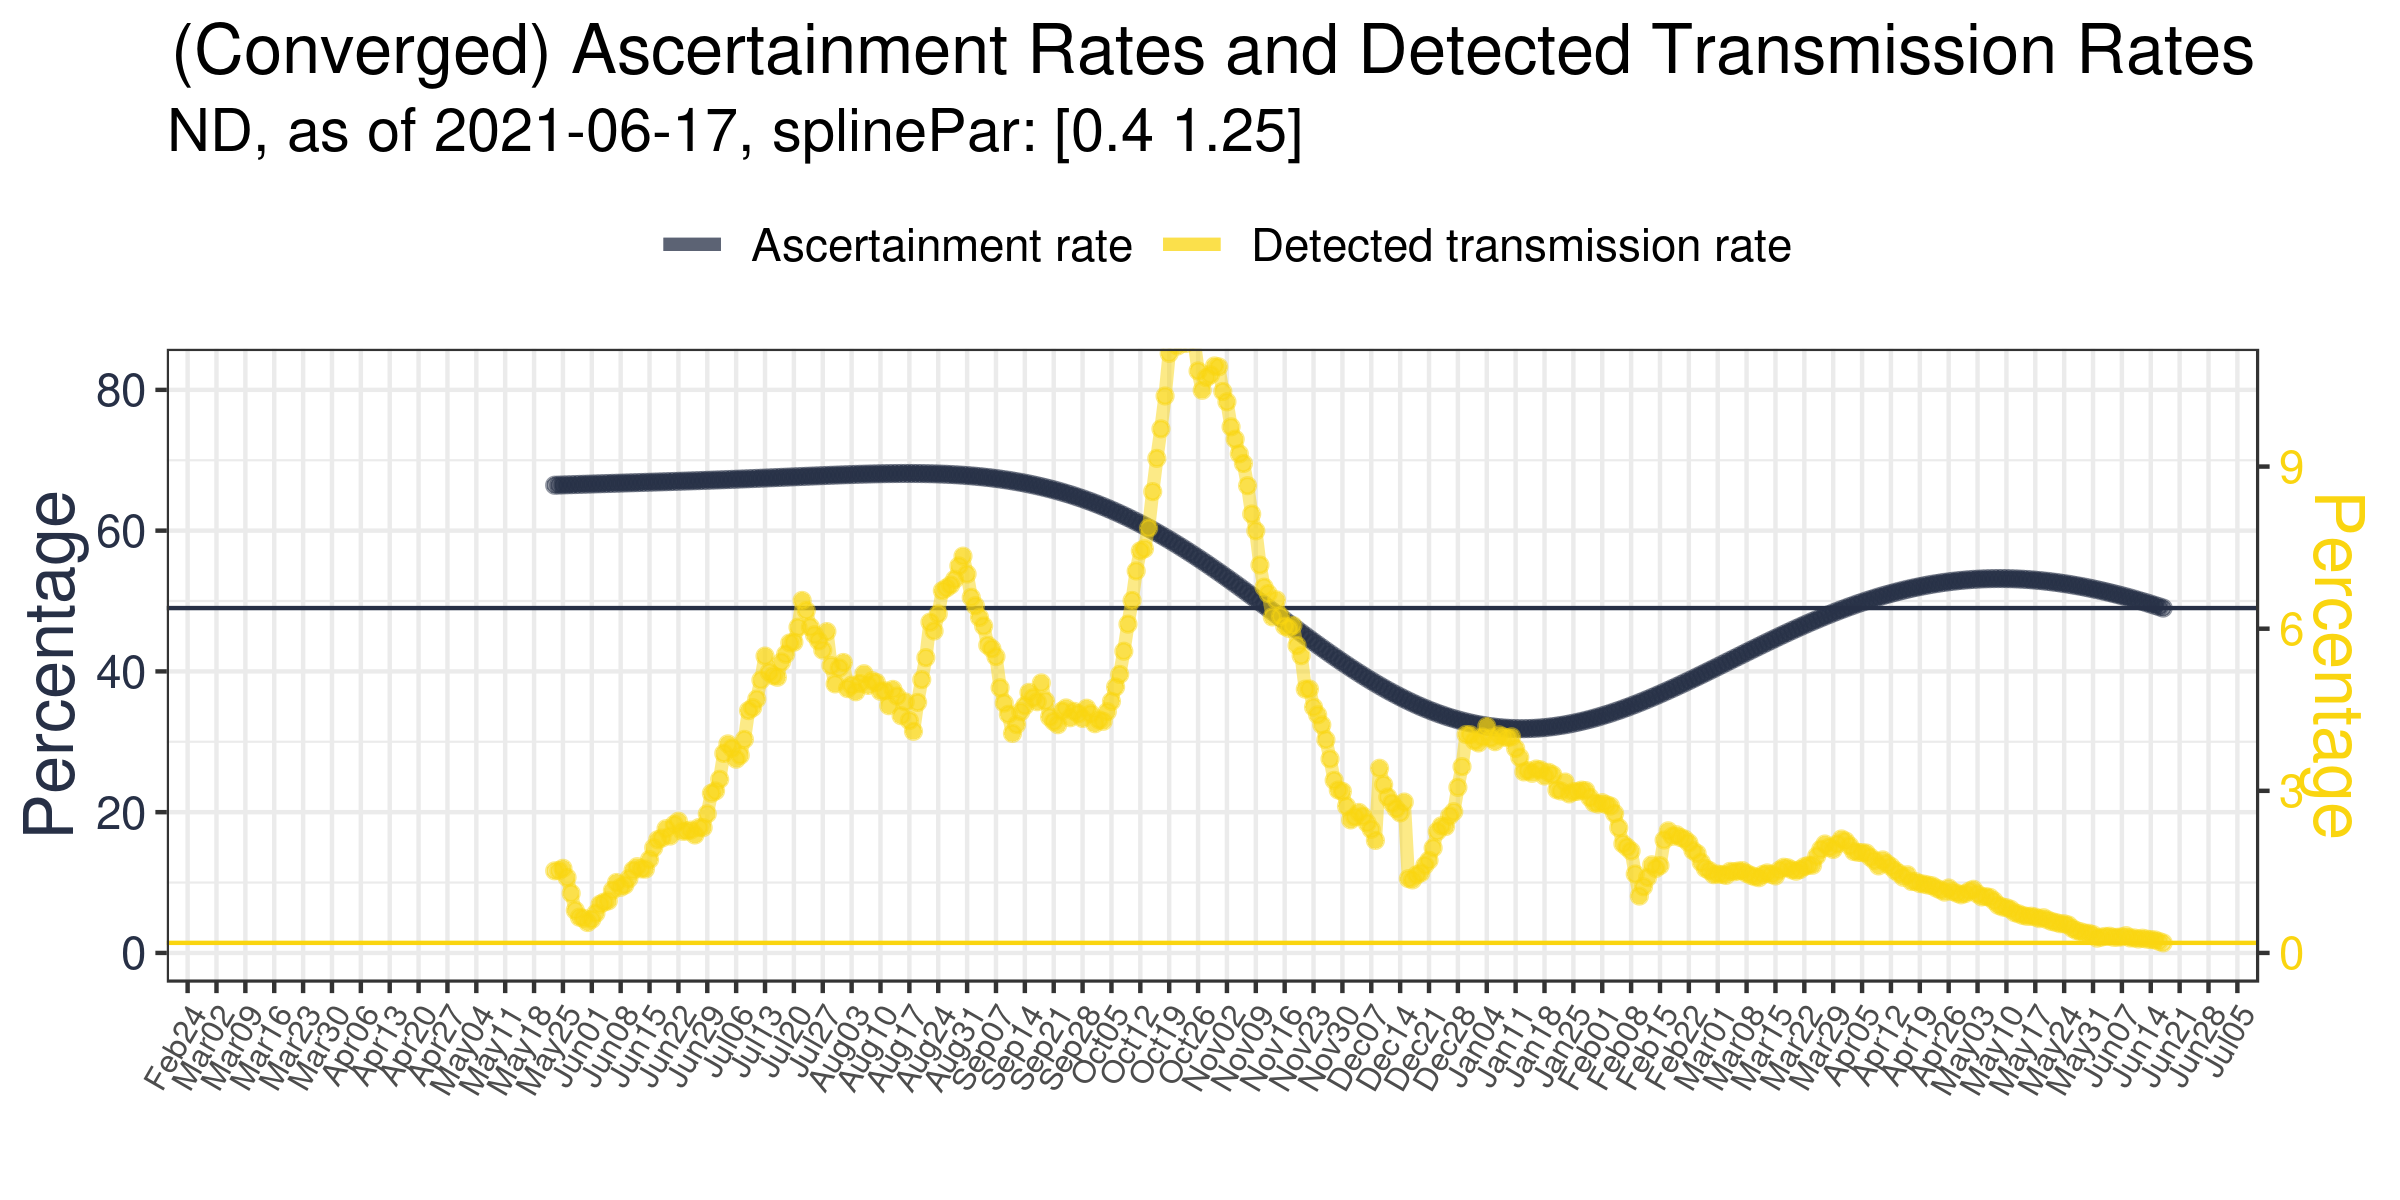 (Converged) Ascertainment Rates and Detected Transmission Rates
ND, as of 2021-06-17, splinePar: [0.4 1.25]
Ascertainment rate
Detected transmission rate
Percentage
80
60
40
20
0
9
6
3
0
Percentage
Feb24
Mar02
Mar09
Mar16
Mar23
Mar30
Apr06
Apr13
Apr20
Apr27
May04
May11
May18
May25
Jun01
Jun08
Jun15
Jun22
Jun29
Jul06
Jul13
Jul20
Jul27
Aug03
Aug10
Aug17
Aug24
Aug31
Sep07
Sep14
Sep21
Sep28
Oct05
Oct12
Oct19
Oct26
Nov02
Nov09
Nov16
Nov23
Nov30
Dec07
Dec14
Dec21
Dec28
Jan04
Jan11
Jan18
Jan25
Feb01
Feb08
Feb15
Feb22
Mar01
Mar08
Mar15
Mar22
Mar29
Apr05
Apr12
Apr19
Apr26
May03
May10
May17
May24
May31
Jun07
Jun14
Jun21
Jun28
Jul05